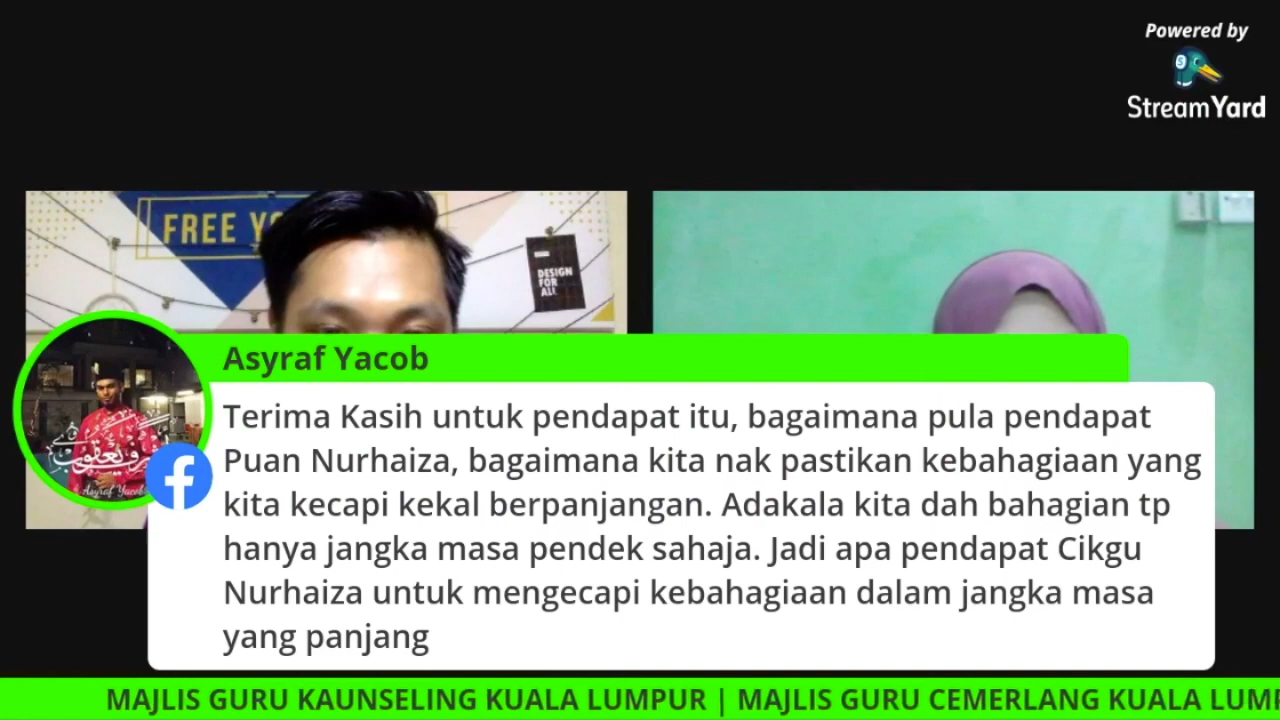 Powered by
StreamYard
FREE
DESIGN
FOR
ALL
Asyraf Yacob
Terima Kasih untuk pendapat itu, bagaimana pula pendapat
Puan Nurhaiza, bagaimana kita nak pastikan kebahagiaan yang
kita kecapi kekal berpanjangan. Adakala kita dah bahagian tp
hanya jangka masa pendek sahaja. Jadi apa pendapat Cikgu
Nurhaiza untuk mengecapi kebahagiaan dalam jangka masa
yang panjang
Asyraf Yacob
MAJLIS GURU KAUNSELING KUALA LUMPUR | MAJLIS GURU CEMERLANG KUALA